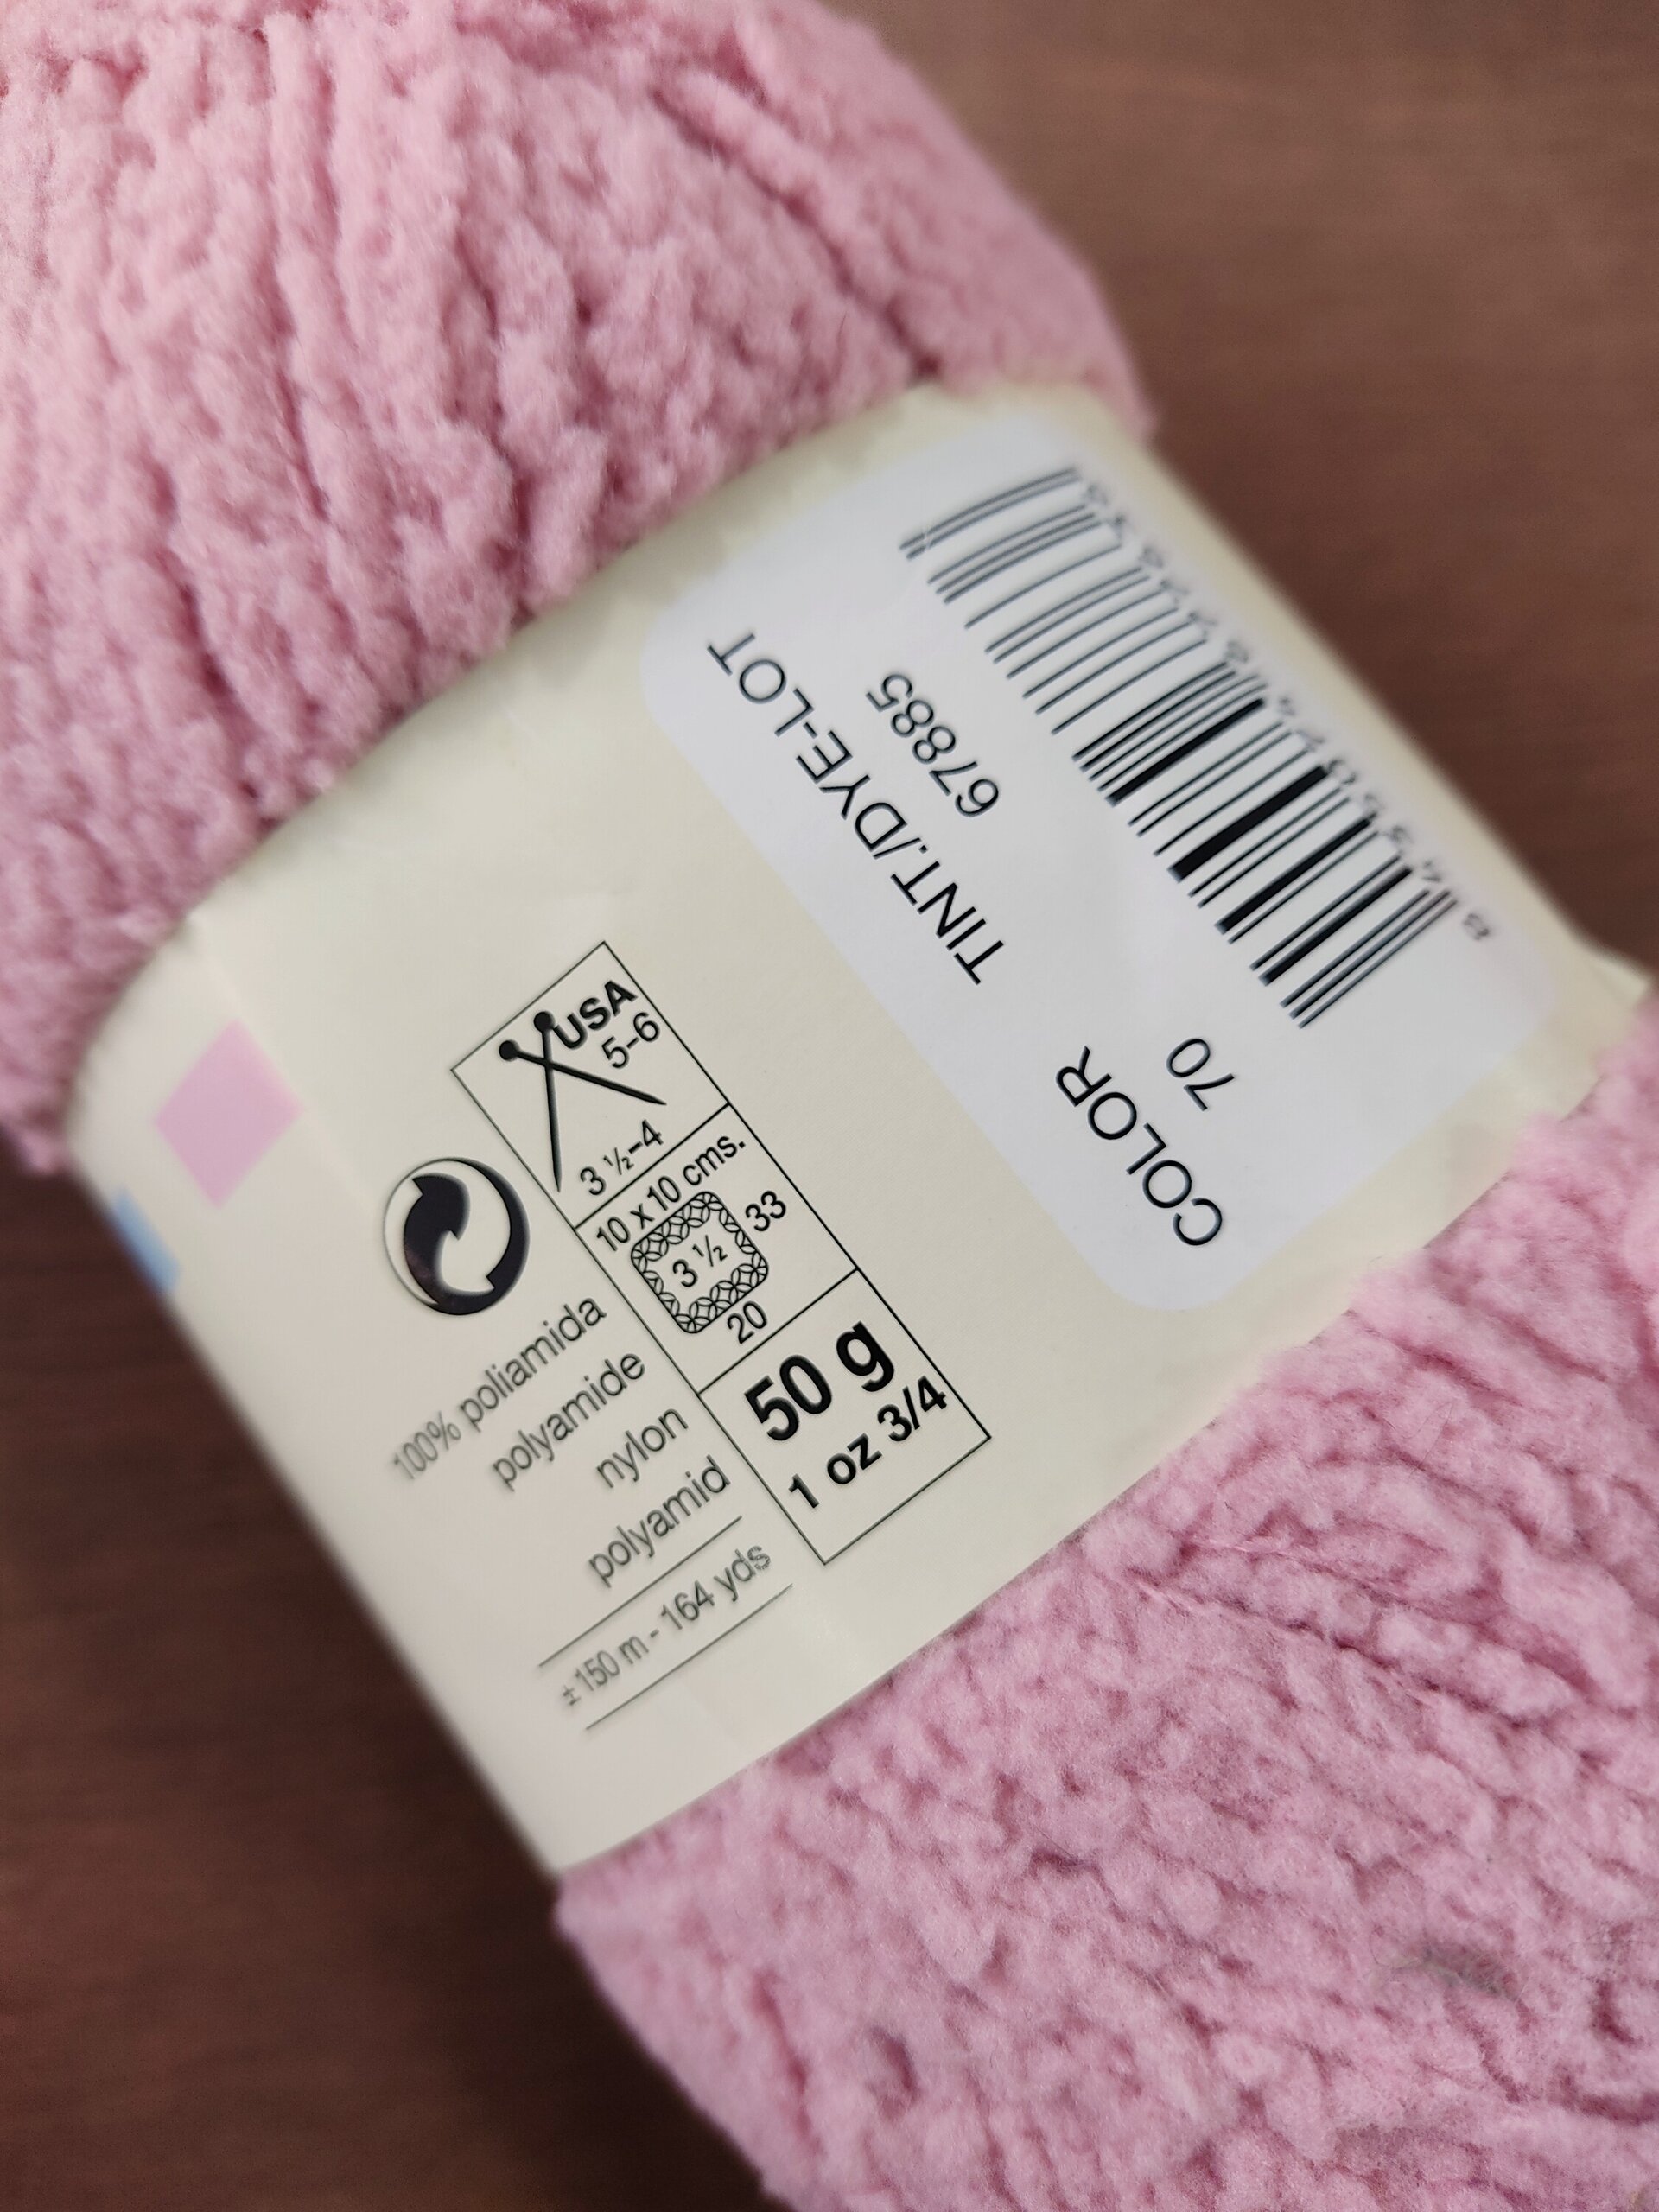 USA
5-6
3 ½-4
10 x 10 cms.
3 ½
33
20
50 g
1 oz 3/4
100% poliamida
polyamide
nylon
polyamid
± 150 m - 164 yds
COLOR
70
TINT./DYE-LOT
67885